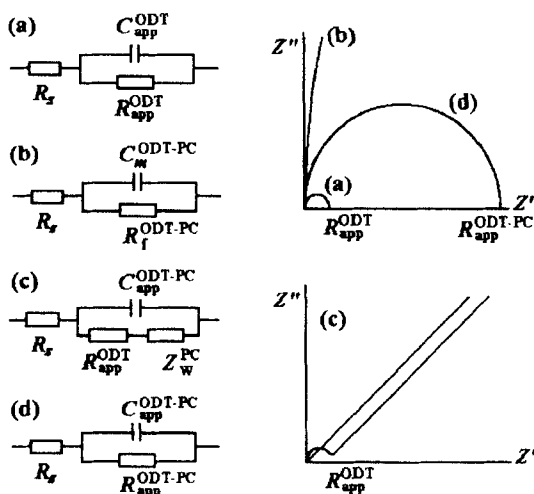 (a)
C_app^ODT
R_s
R_app^ODT
(b)
C_m^ODT-PC
R_s
R_f^ODT-PC
(c)
C_app^ODT-PC
R_s
R_app^ODT
Z_w^PC
(d)
C_app^ODT-PC
R_s
R_app^ODT-PC
Z''
(b)
(d)
(a)
Z'
R_app^ODT
R_app^ODT-PC
Z''
(c)
Z'
R_app^ODT